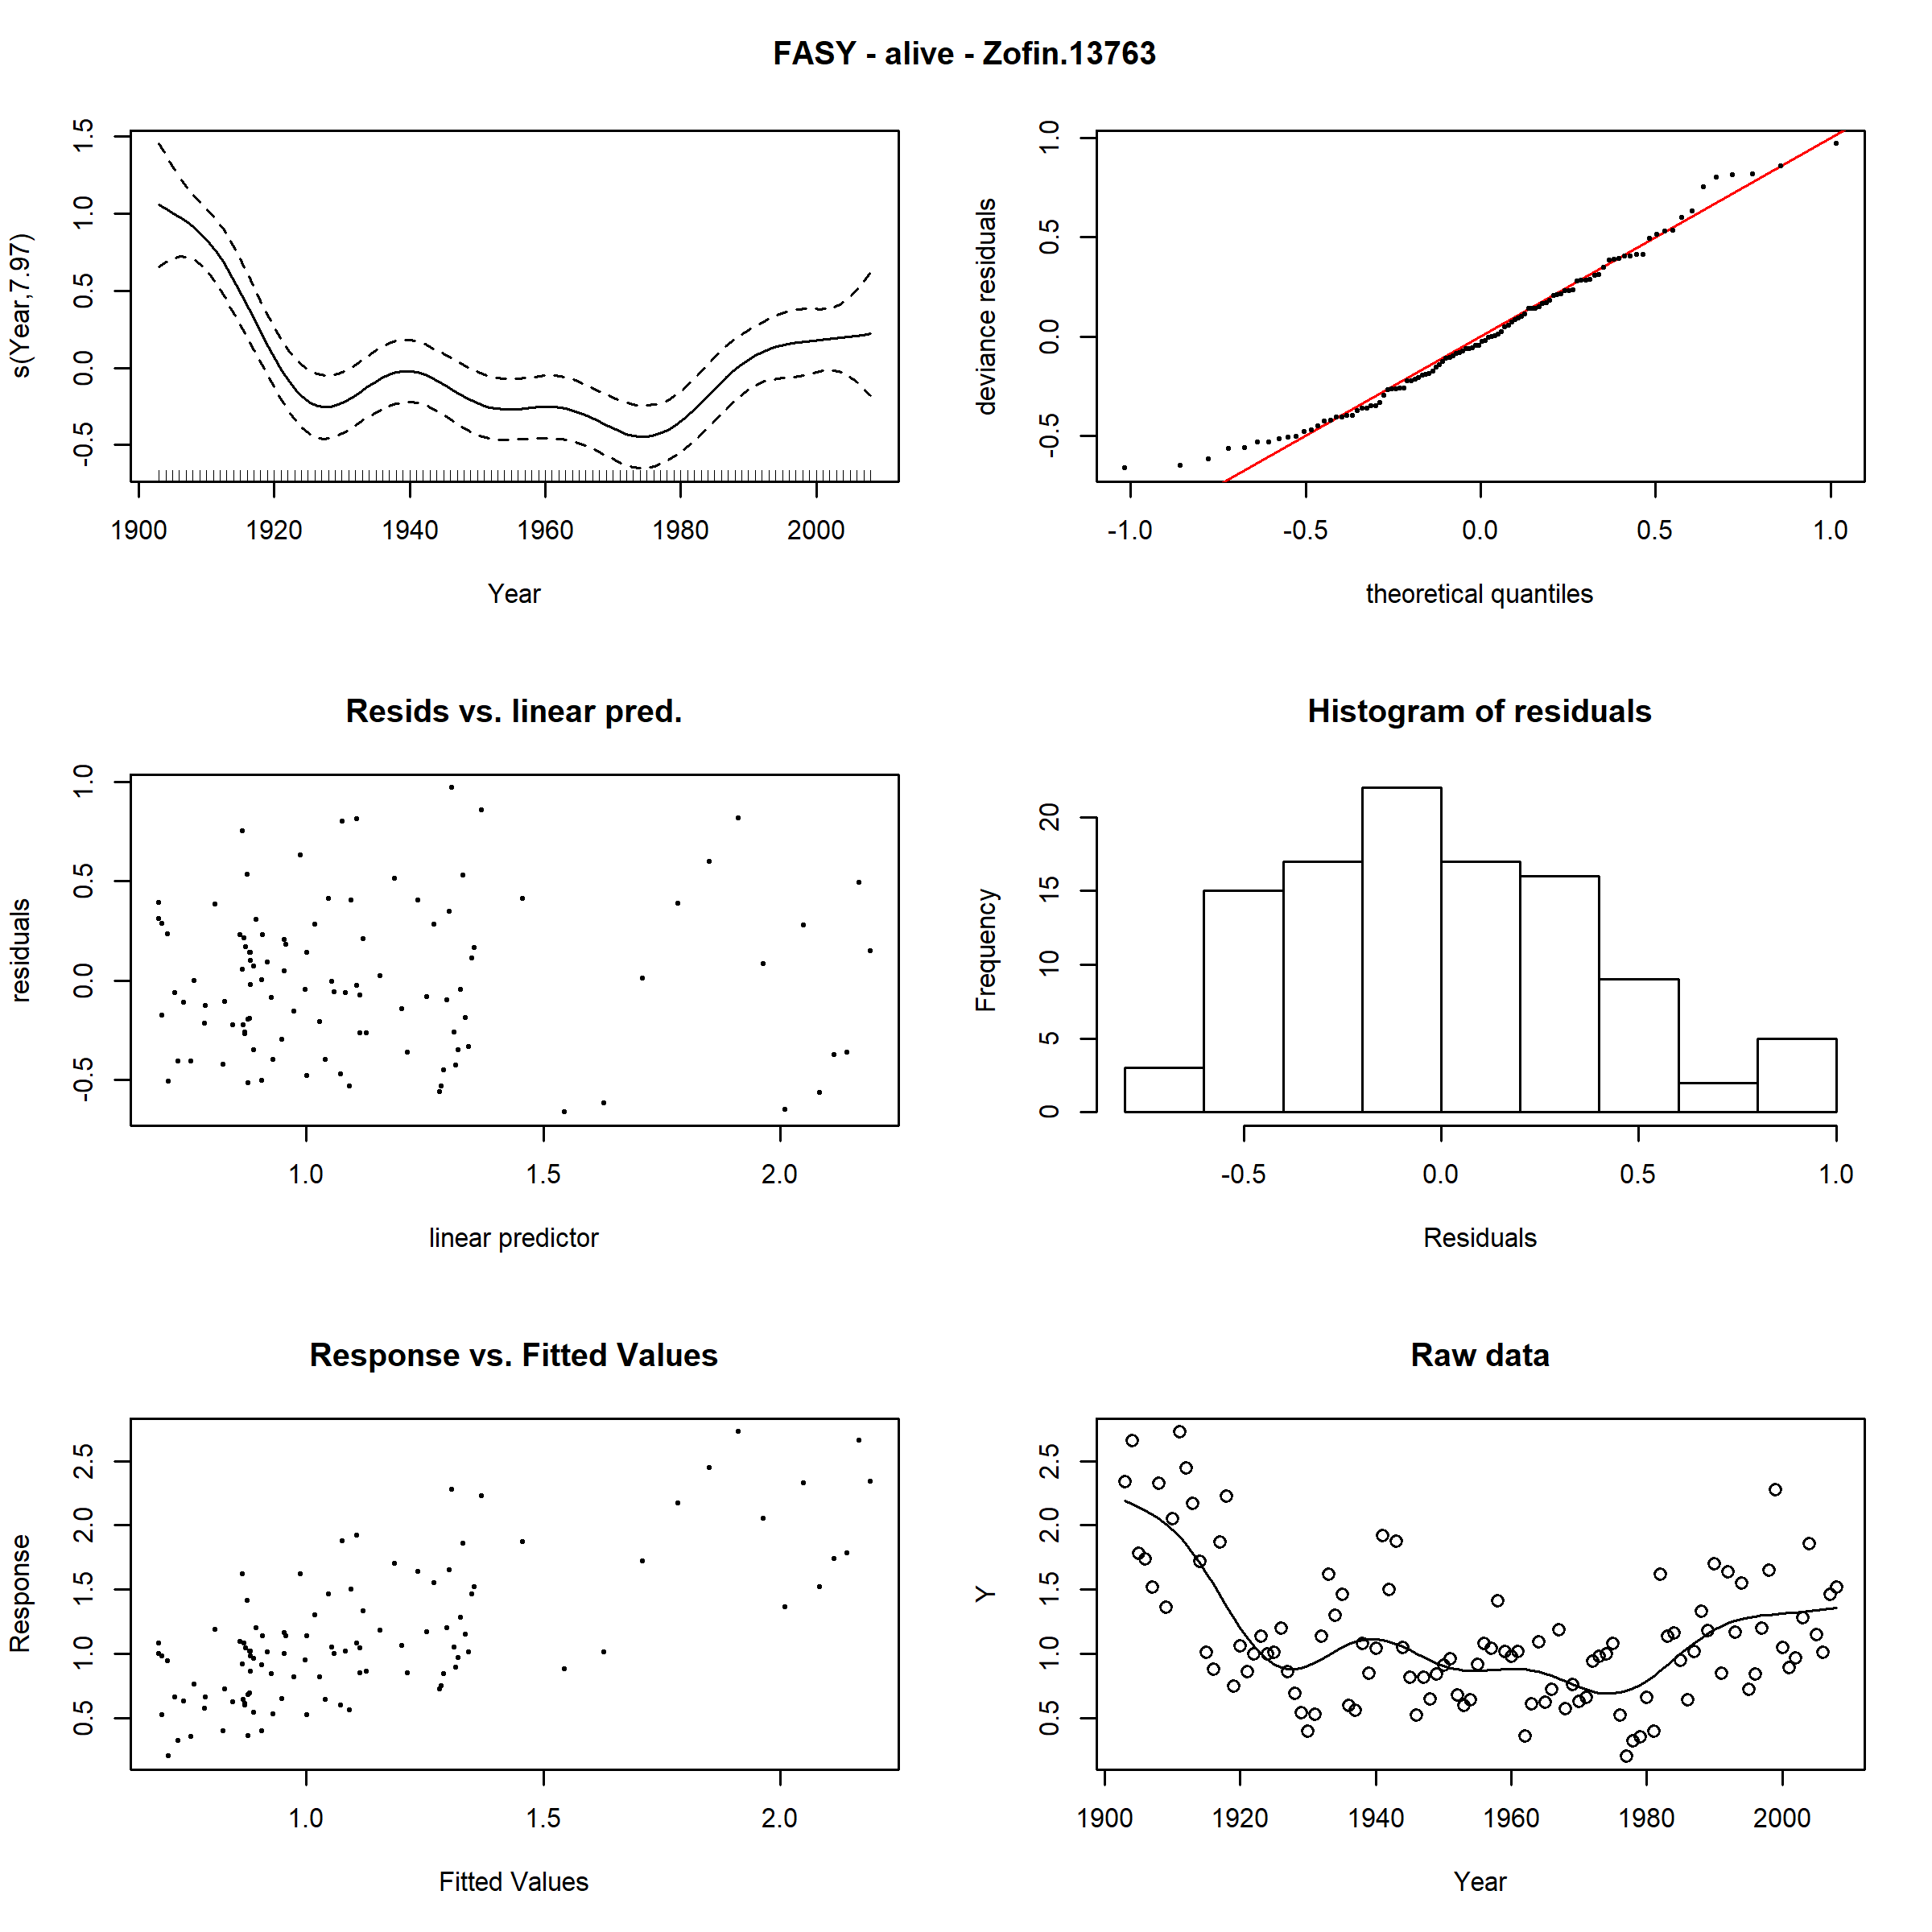 FASY - alive - Zofin.13763
s(Year,7.97)
-0.5 0.0 0.5 1.0 1.5
1900 1920 1940 1960 1980 2000
Year
deviance residuals
-0.5 0.0 0.5 1.0
-1.0 -0.5 0.0 0.5 1.0
theoretical quantiles
Resids vs. linear pred.
residuals
-0.5 0.0 0.5 1.0
1.0 1.5 2.0
linear predictor
Histogram of residuals
Frequency
0 5 10 15 20
-0.5 0.0 0.5 1.0
Residuals
Response vs. Fitted Values
Response
0.5 1.0 1.5 2.0 2.5
1.0 1.5 2.0
Fitted Values
Raw data
Y
0.5 1.0 1.5 2.0 2.5
1900 1920 1940 1960 1980 2000
Year